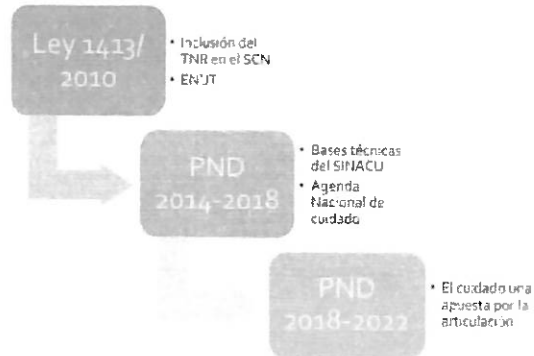 Ley 1413/
2010
• Inclusión del
TNR en el SCN
• ENUT
PND
2014-2018
• Bases técnicas
del SINACU
• Agenda
Nacional de
cuidado
PND
2018-2022
• El cuidado una
apuesta por la
articulación